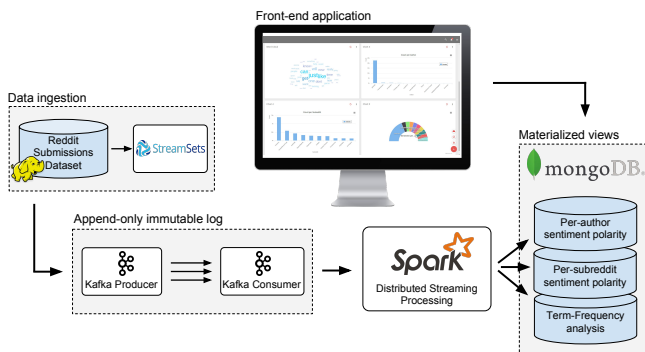 Front-end application
Data ingestion
Reddit
Submissions
Dataset
StreamSets
Materialized views
mongoDB.
Append-only immutable log
Kafka Producer
Kafka Consumer
Spark
Distributed Streaming
Processing
Per-author
sentiment polarity
Per-subreddit
sentiment polarity
Term-Frequency
analysis